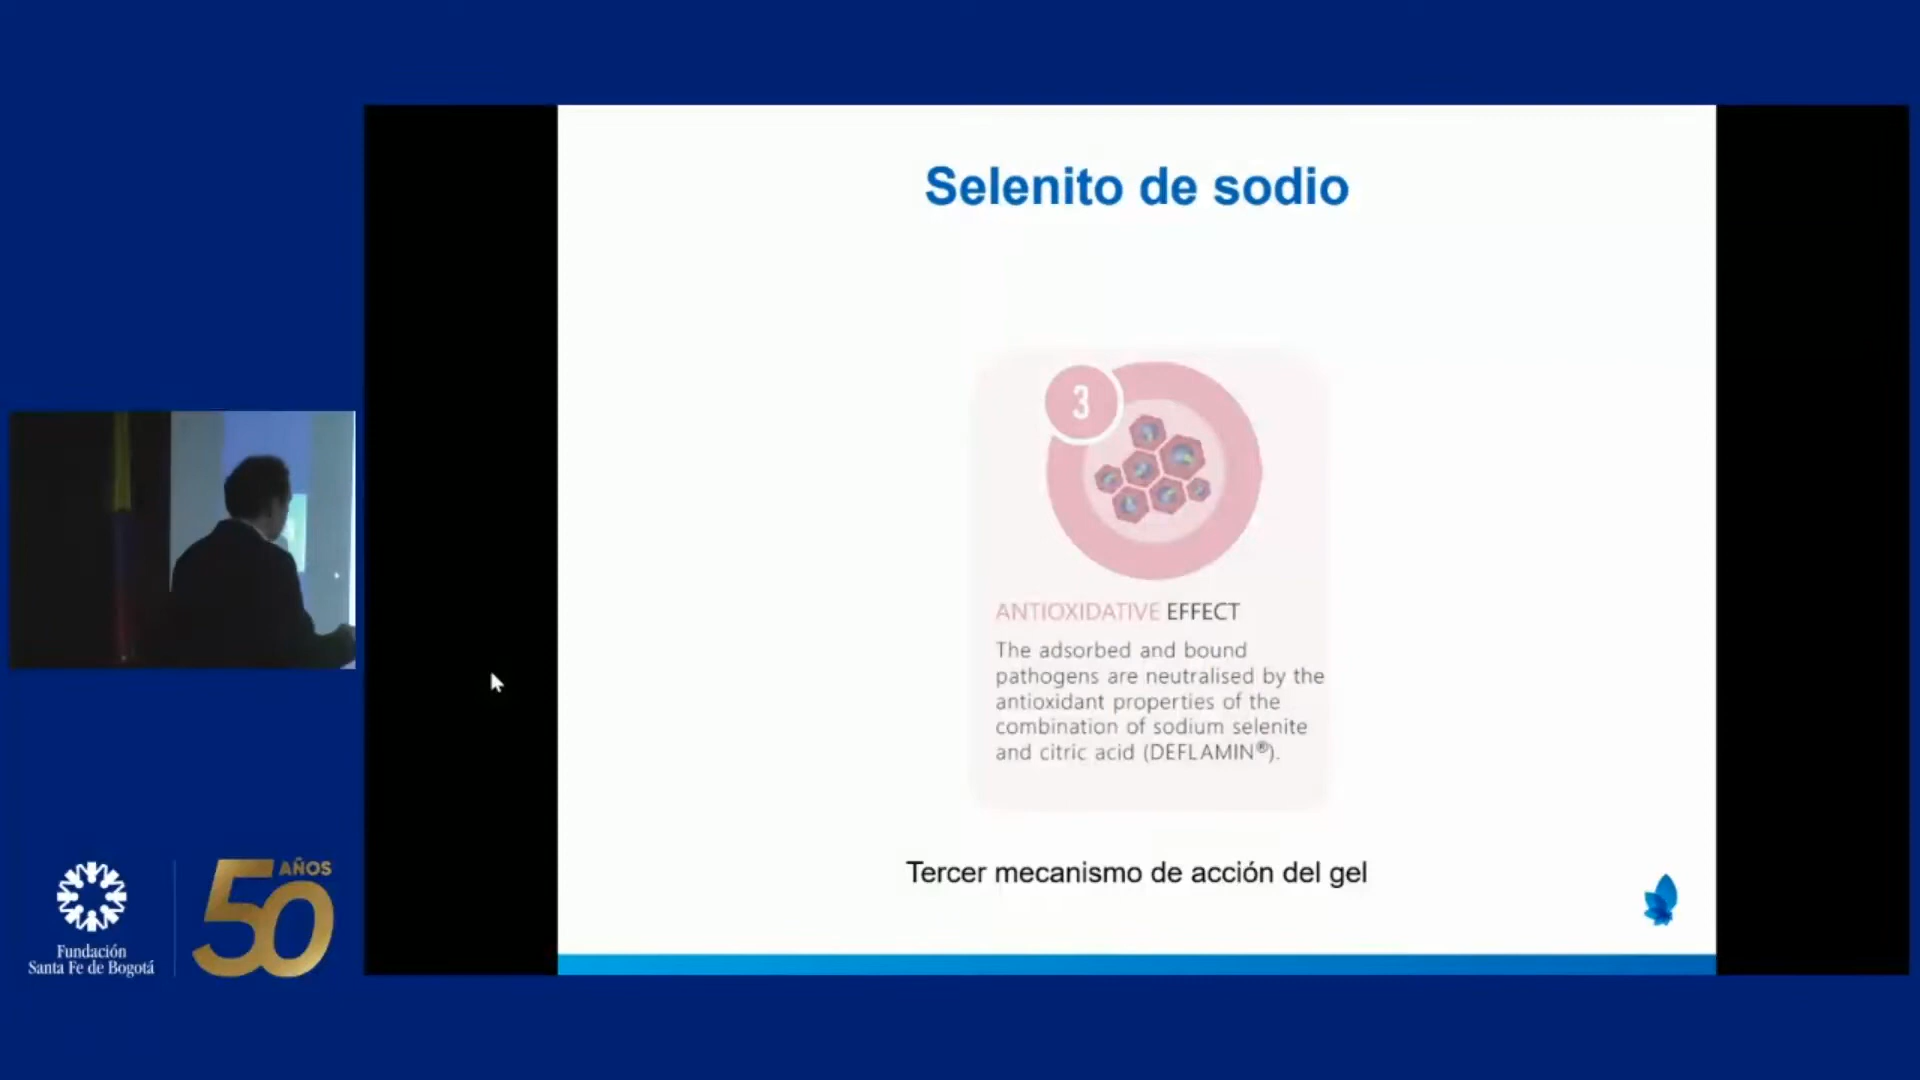 Selenito de sodio
3
ANTIOXIDATIVE EFFECT
The adsorbed and bound
pathogens are neutralised by the
antioxidant properties of the
combination of sodium selenite
and citric acid (DEFLAMIN®).
Tercer mecanismo de acción del gel
Fundación
Santa Fe de Bogotá
50 AÑOS